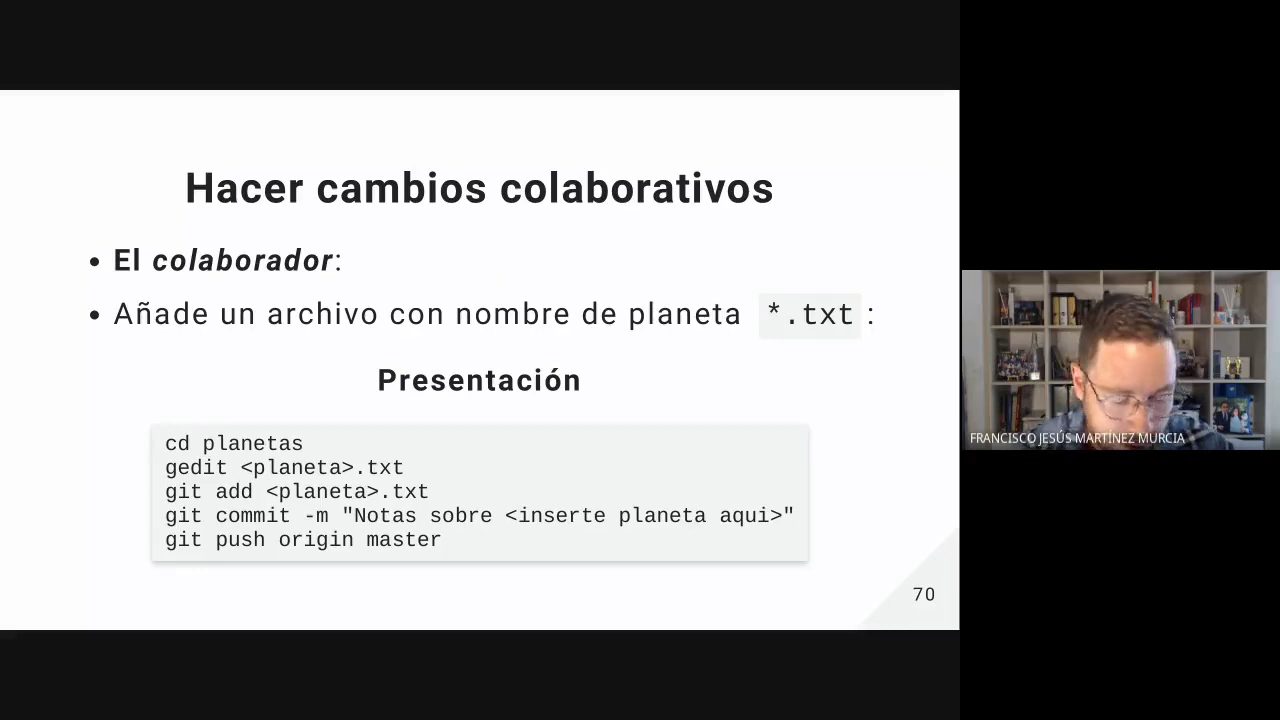 Hacer cambios colaborativos
• El colaborador:
• Añade un archivo con nombre de planeta *.txt :
Presentación
cd planetas
gedit <planeta>.txt
git add <planeta>.txt
git commit -m "Notas sobre <inserte planeta aqui>"
git push origin master
70
FRANCISCO JESÚS MARTÍNEZ MURCIA